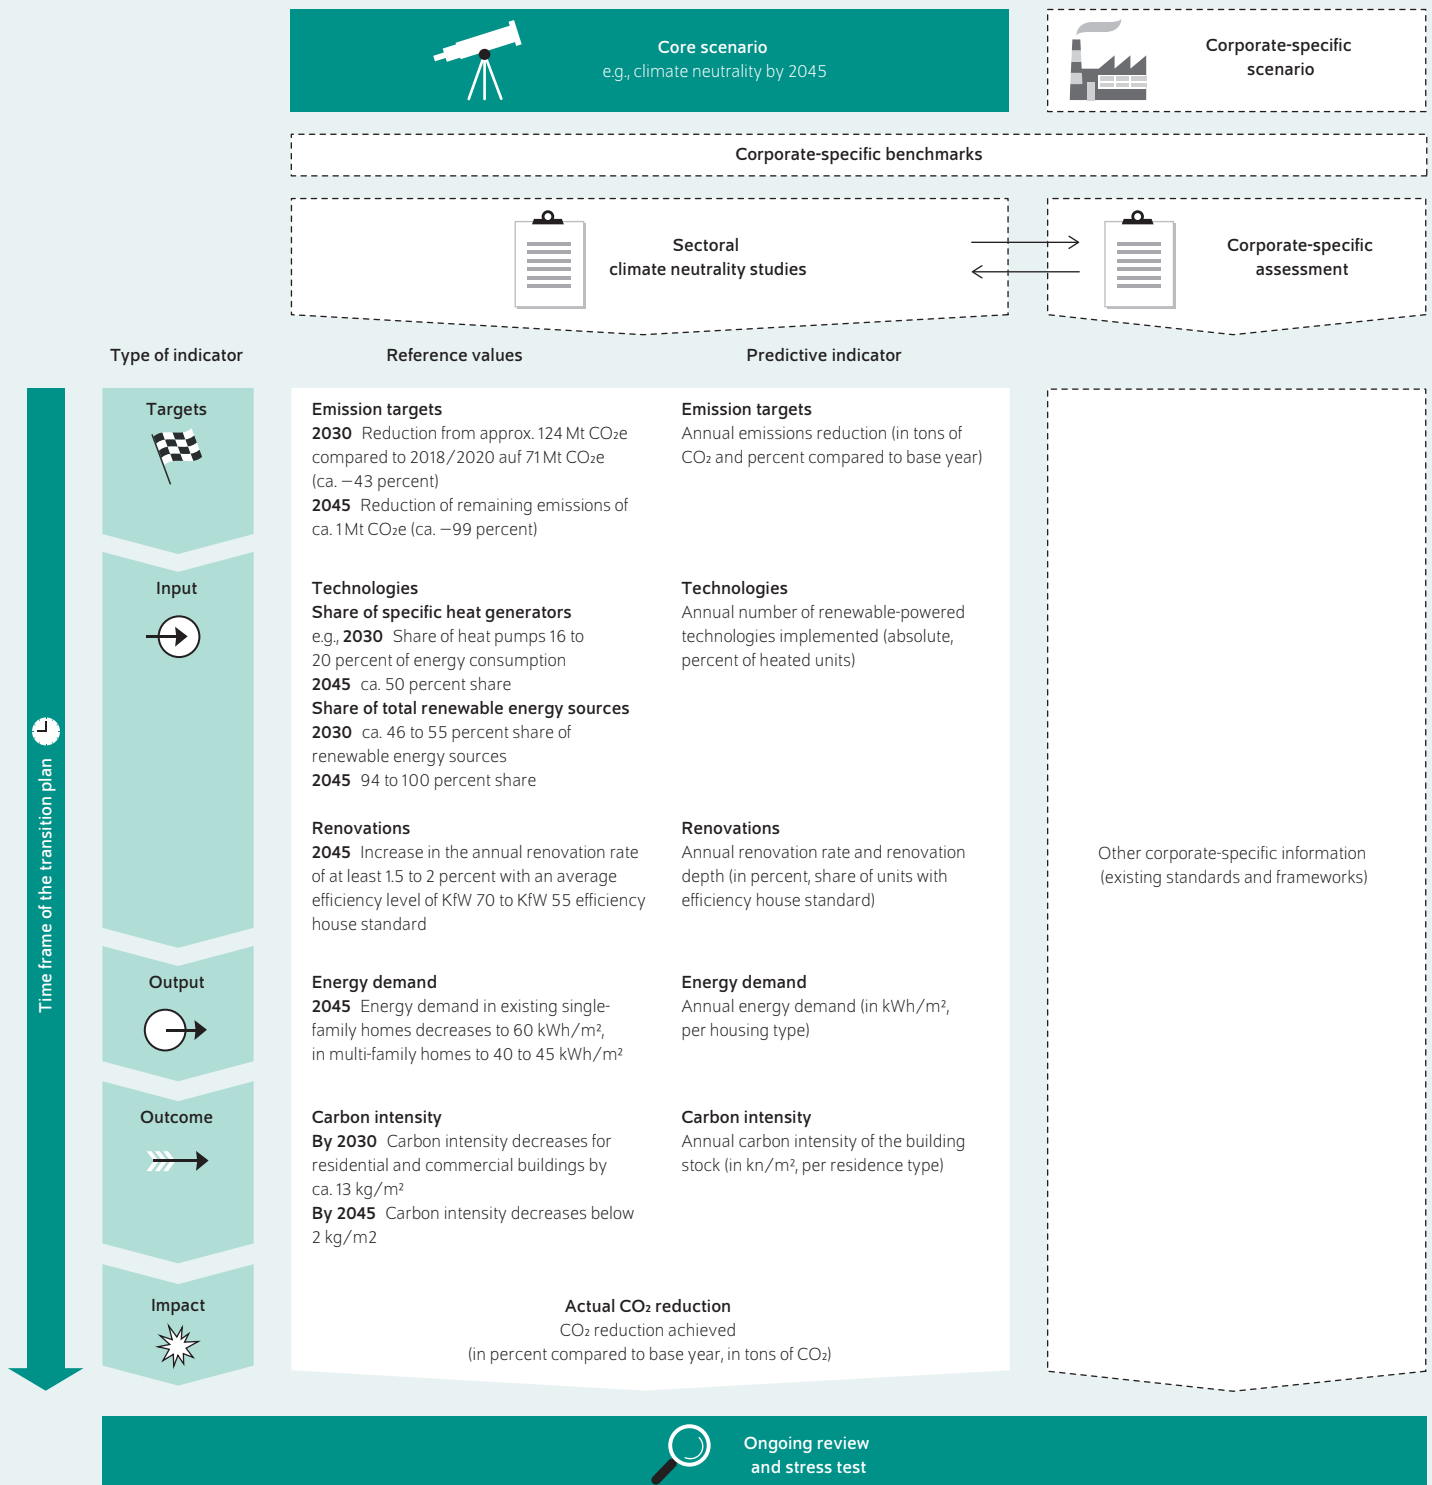 Core scenario
e.g., climate neutrality by 2045
Corporate-specific
scenario
Corporate-specific benchmarks
Sectoral
climate neutrality studies
Corporate-specific
assessment
Type of indicator
Reference values
Predictive indicator
Time frame of the transition plan
Targets
Emission targets
2030 Reduction from approx. 124 Mt CO₂e
compared to 2018/2020 auf 71 Mt CO₂e
(ca. −43 percent)
2045 Reduction of remaining emissions of
ca. 1 Mt CO₂e (ca. −99 percent)
Emission targets
Annual emissions reduction (in tons of
CO₂ and percent compared to base year)
Input
Technologies
Share of specific heat generators
e.g., 2030 Share of heat pumps 16 to
20 percent of energy consumption
2045 ca. 50 percent share
Share of total renewable energy sources
2030 ca. 46 to 55 percent share of
renewable energy sources
2045 94 to 100 percent share
Technologies
Annual number of renewable-powered
technologies implemented (absolute,
percent of heated units)
Renovations
2045 Increase in the annual renovation rate
of at least 1.5 to 2 percent with an average
efficiency level of KfW 70 to KfW 55 efficiency
house standard
Renovations
Annual renovation rate and renovation
depth (in percent, share of units with
efficiency house standard)
Other corporate-specific information
(existing standards and frameworks)
Output
Energy demand
2045 Energy demand in existing single-
family homes decreases to 60 kWh/m²,
in multi-family homes to 40 to 45 kWh/m²
Energy demand
Annual energy demand (in kWh/m²,
per housing type)
Outcome
Carbon intensity
By 2030 Carbon intensity decreases for
residential and commercial buildings by
ca. 13 kg/m²
By 2045 Carbon intensity decreases below
2 kg/m2
Carbon intensity
Annual carbon intensity of the building
stock (in kn/m², per residence type)
Impact
Actual CO₂ reduction
CO₂ reduction achieved
(in percent compared to base year, in tons of CO₂)
Ongoing review
and stress test